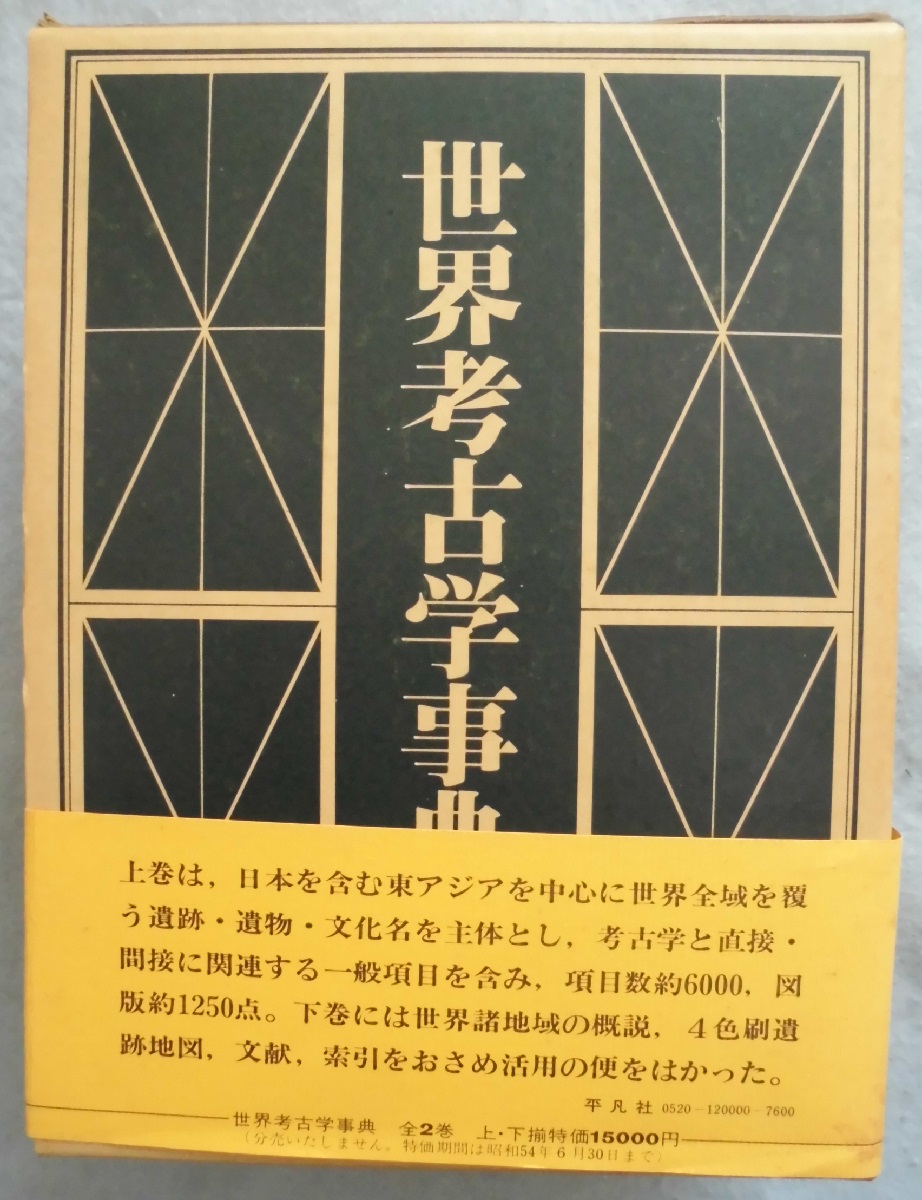 世界考古学事典
上巻は，日本を含む東アジアを中心に世界全域を覆
う遺跡・遺物・文化名を主体とし，考古学と直接・
間接に関連する一般項目を含み，項目数約6000，図
版約1250点。下巻には世界諸地域の概説，４色刷遺
跡地図，文献，索引をおさめ活用の便をはかった。
平凡社 0520-120000-7600
世界考古学事典 全2巻 上・下揃特価15000円
（分売いたしません。特価期間は昭和54年6月30日まで）